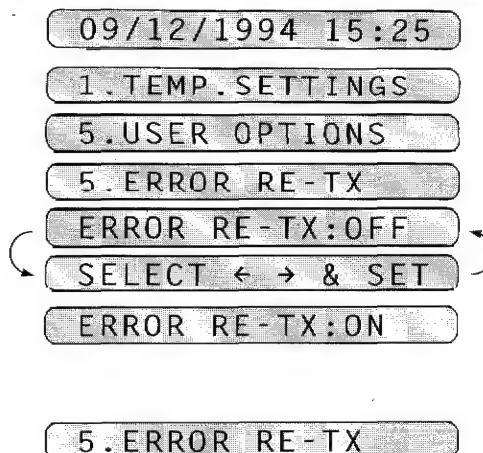 09/12/1994 15:25
1.TEMP.SETTINGS
5.USER OPTIONS
5.ERROR RE-TX
ERROR RE-TX:OFF
SELECT ← → & SET
ERROR RE-TX:ON
5.ERROR RE-TX